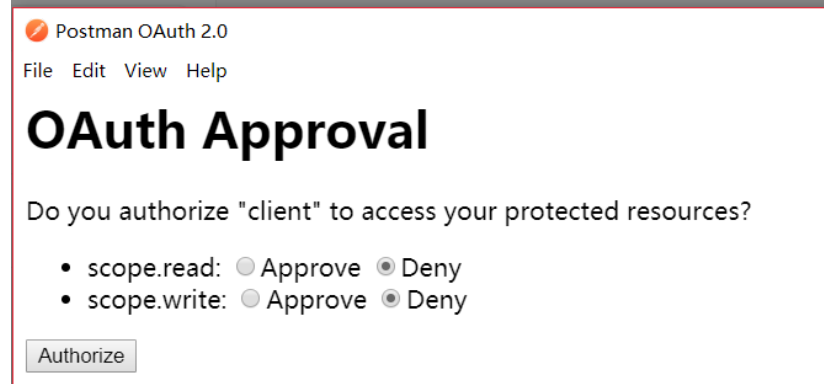 Postman OAuth 2.0
File Edit View Help
OAuth Approval
Do you authorize "client" to access your protected resources?
• scope.read: Approve Deny
• scope.write: Approve Deny
Authorize